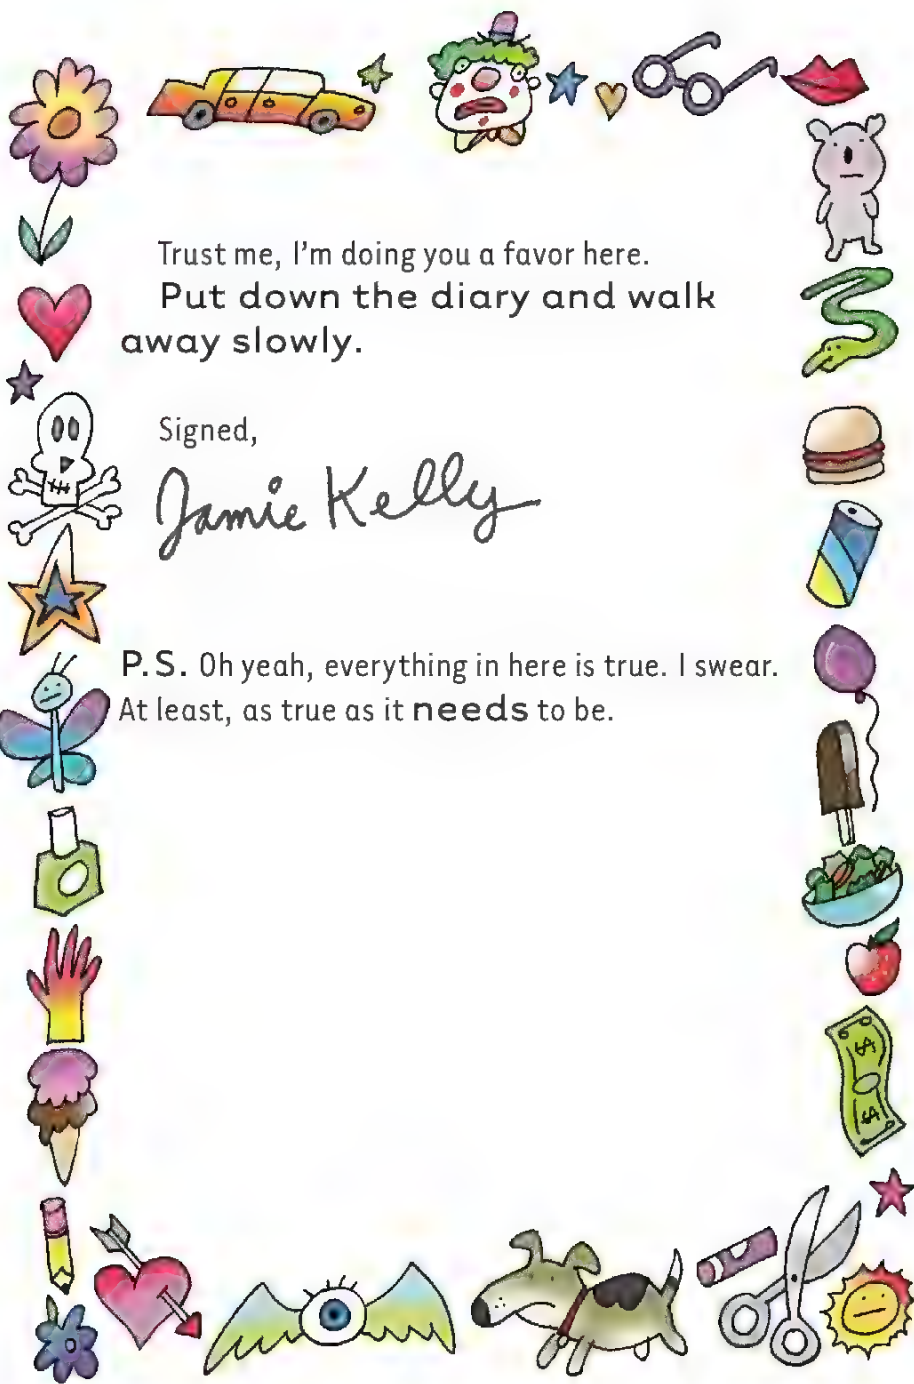 Trust me, I'm doing you a favor here.
Put down the diary and walk
away slowly.
Signed,
Jamie Kelly
P.S. Oh yeah, everything in here is true. I swear.
At least, as true as it needs to be.